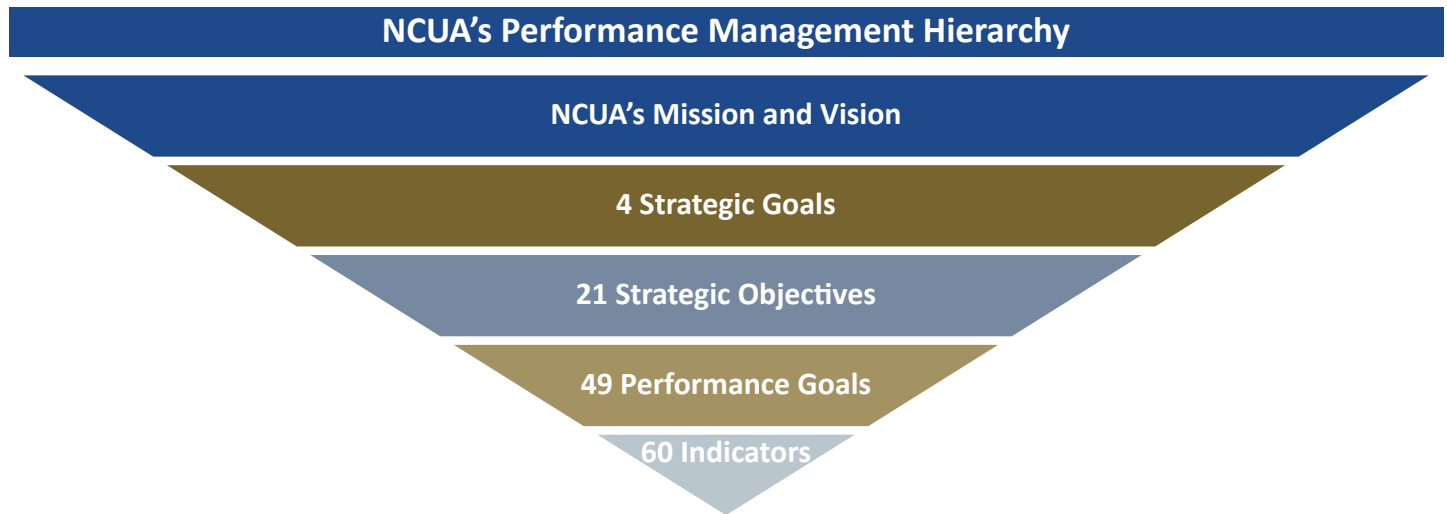 NCUA’s Performance Management Hierarchy
NCUA’s Mission and Vision
4 Strategic Goals
21 Strategic Objectives
49 Performance Goals
60 Indicators